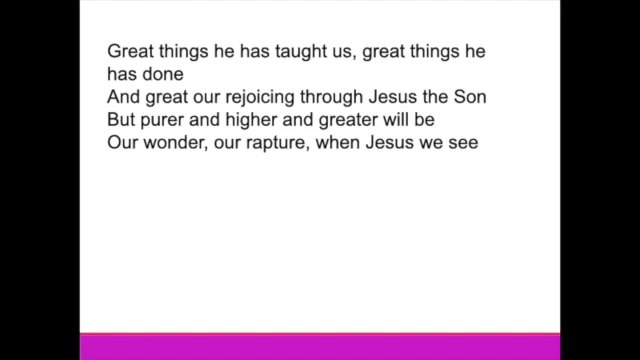 Great things he has taught us, great things he
has done
And great our rejoicing through Jesus the Son
But purer and higher and greater will be
Our wonder, our rapture, when Jesus we see